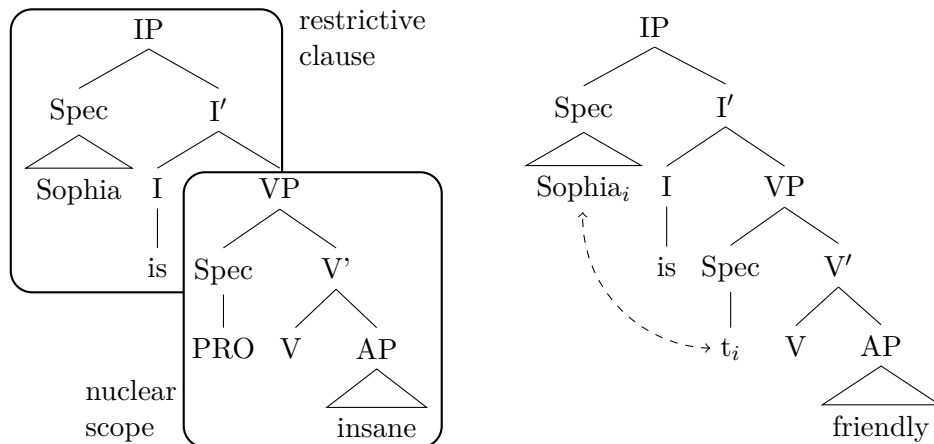 IP
restrictive
clause
Spec
I′
Sophia
I
VP
is
Spec
V'
PRO
V
AP
nuclear
scope
insane
IP
Spec
I′
Sophiaᵢ
I
VP
is
Spec
V′
tᵢ
V
AP
friendly